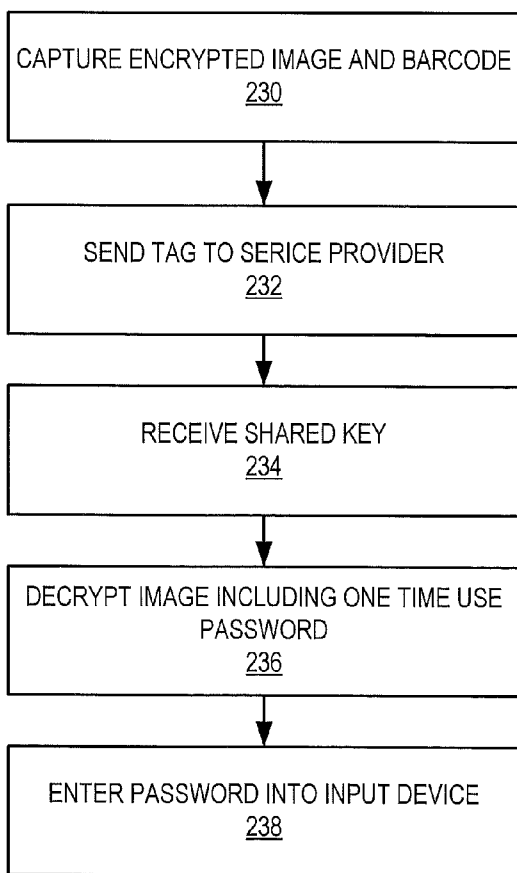 CAPTURE ENCRYPTED IMAGE AND BARCODE
230
SEND TAG TO SERICE PROVIDER
232
RECEIVE SHARED KEY
234
DECRYPT IMAGE INCLUDING ONE TIME USE
PASSWORD
236
ENTER PASSWORD INTO INPUT DEVICE
238